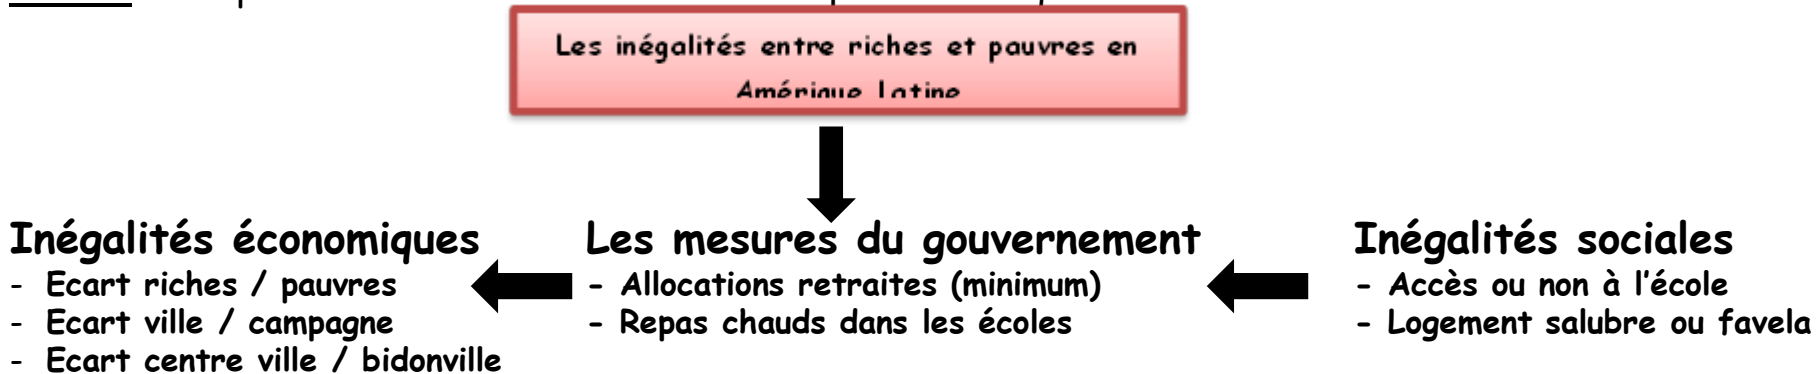 Les inégalités entre riches et pauvres en
Amérique Latine
Inégalités économiques
- Ecart riches / pauvres
- Ecart ville / campagne
- Ecart centre ville / bidonville
Les mesures du gouvernement
- Allocations retraites (minimum)
- Repas chauds dans les écoles
Inégalités sociales
- Accès ou non à l'école
- Logement salubre ou favela